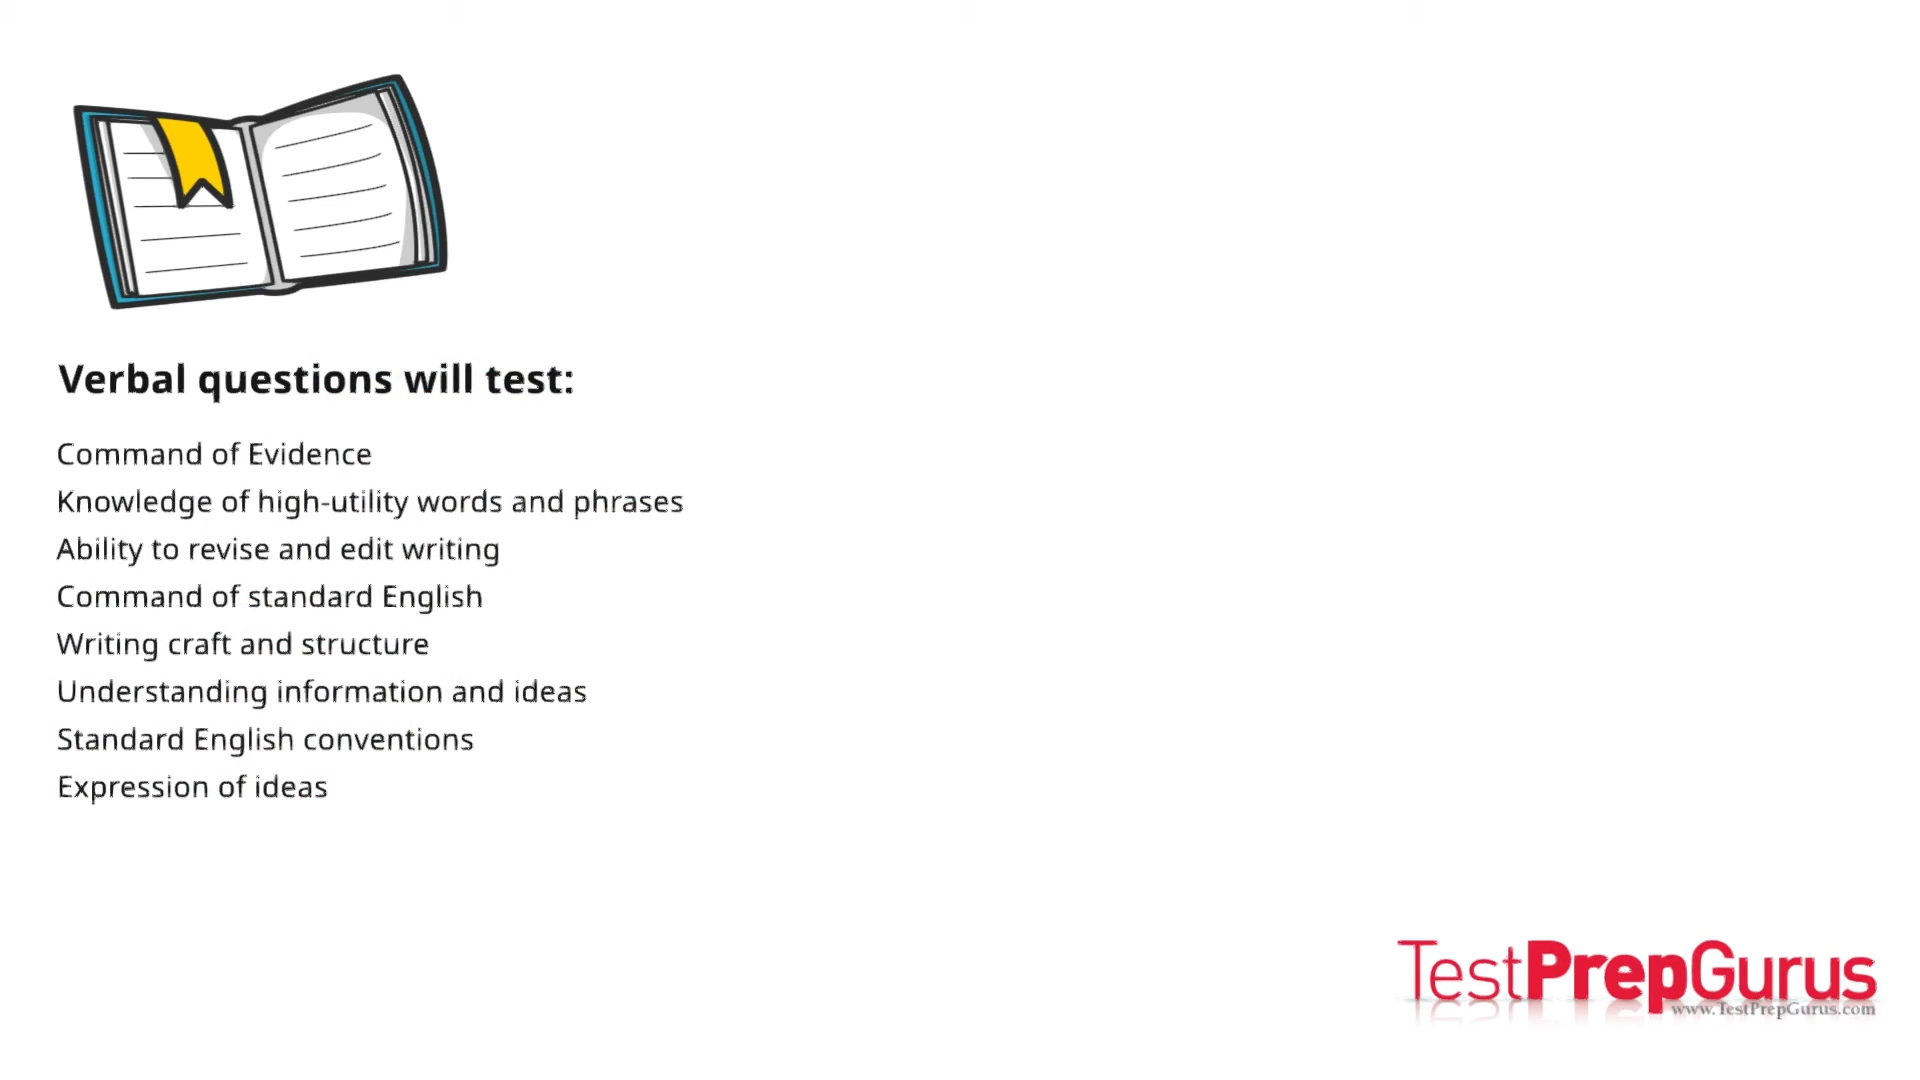 Verbal questions will test:
Command of Evidence
Knowledge of high-utility words and phrases
Ability to revise and edit writing
Command of standard English
Writing craft and structure
Understanding information and ideas
Standard English conventions
Expression of ideas
TestPrepGurus
www.TestPrepGurus.com